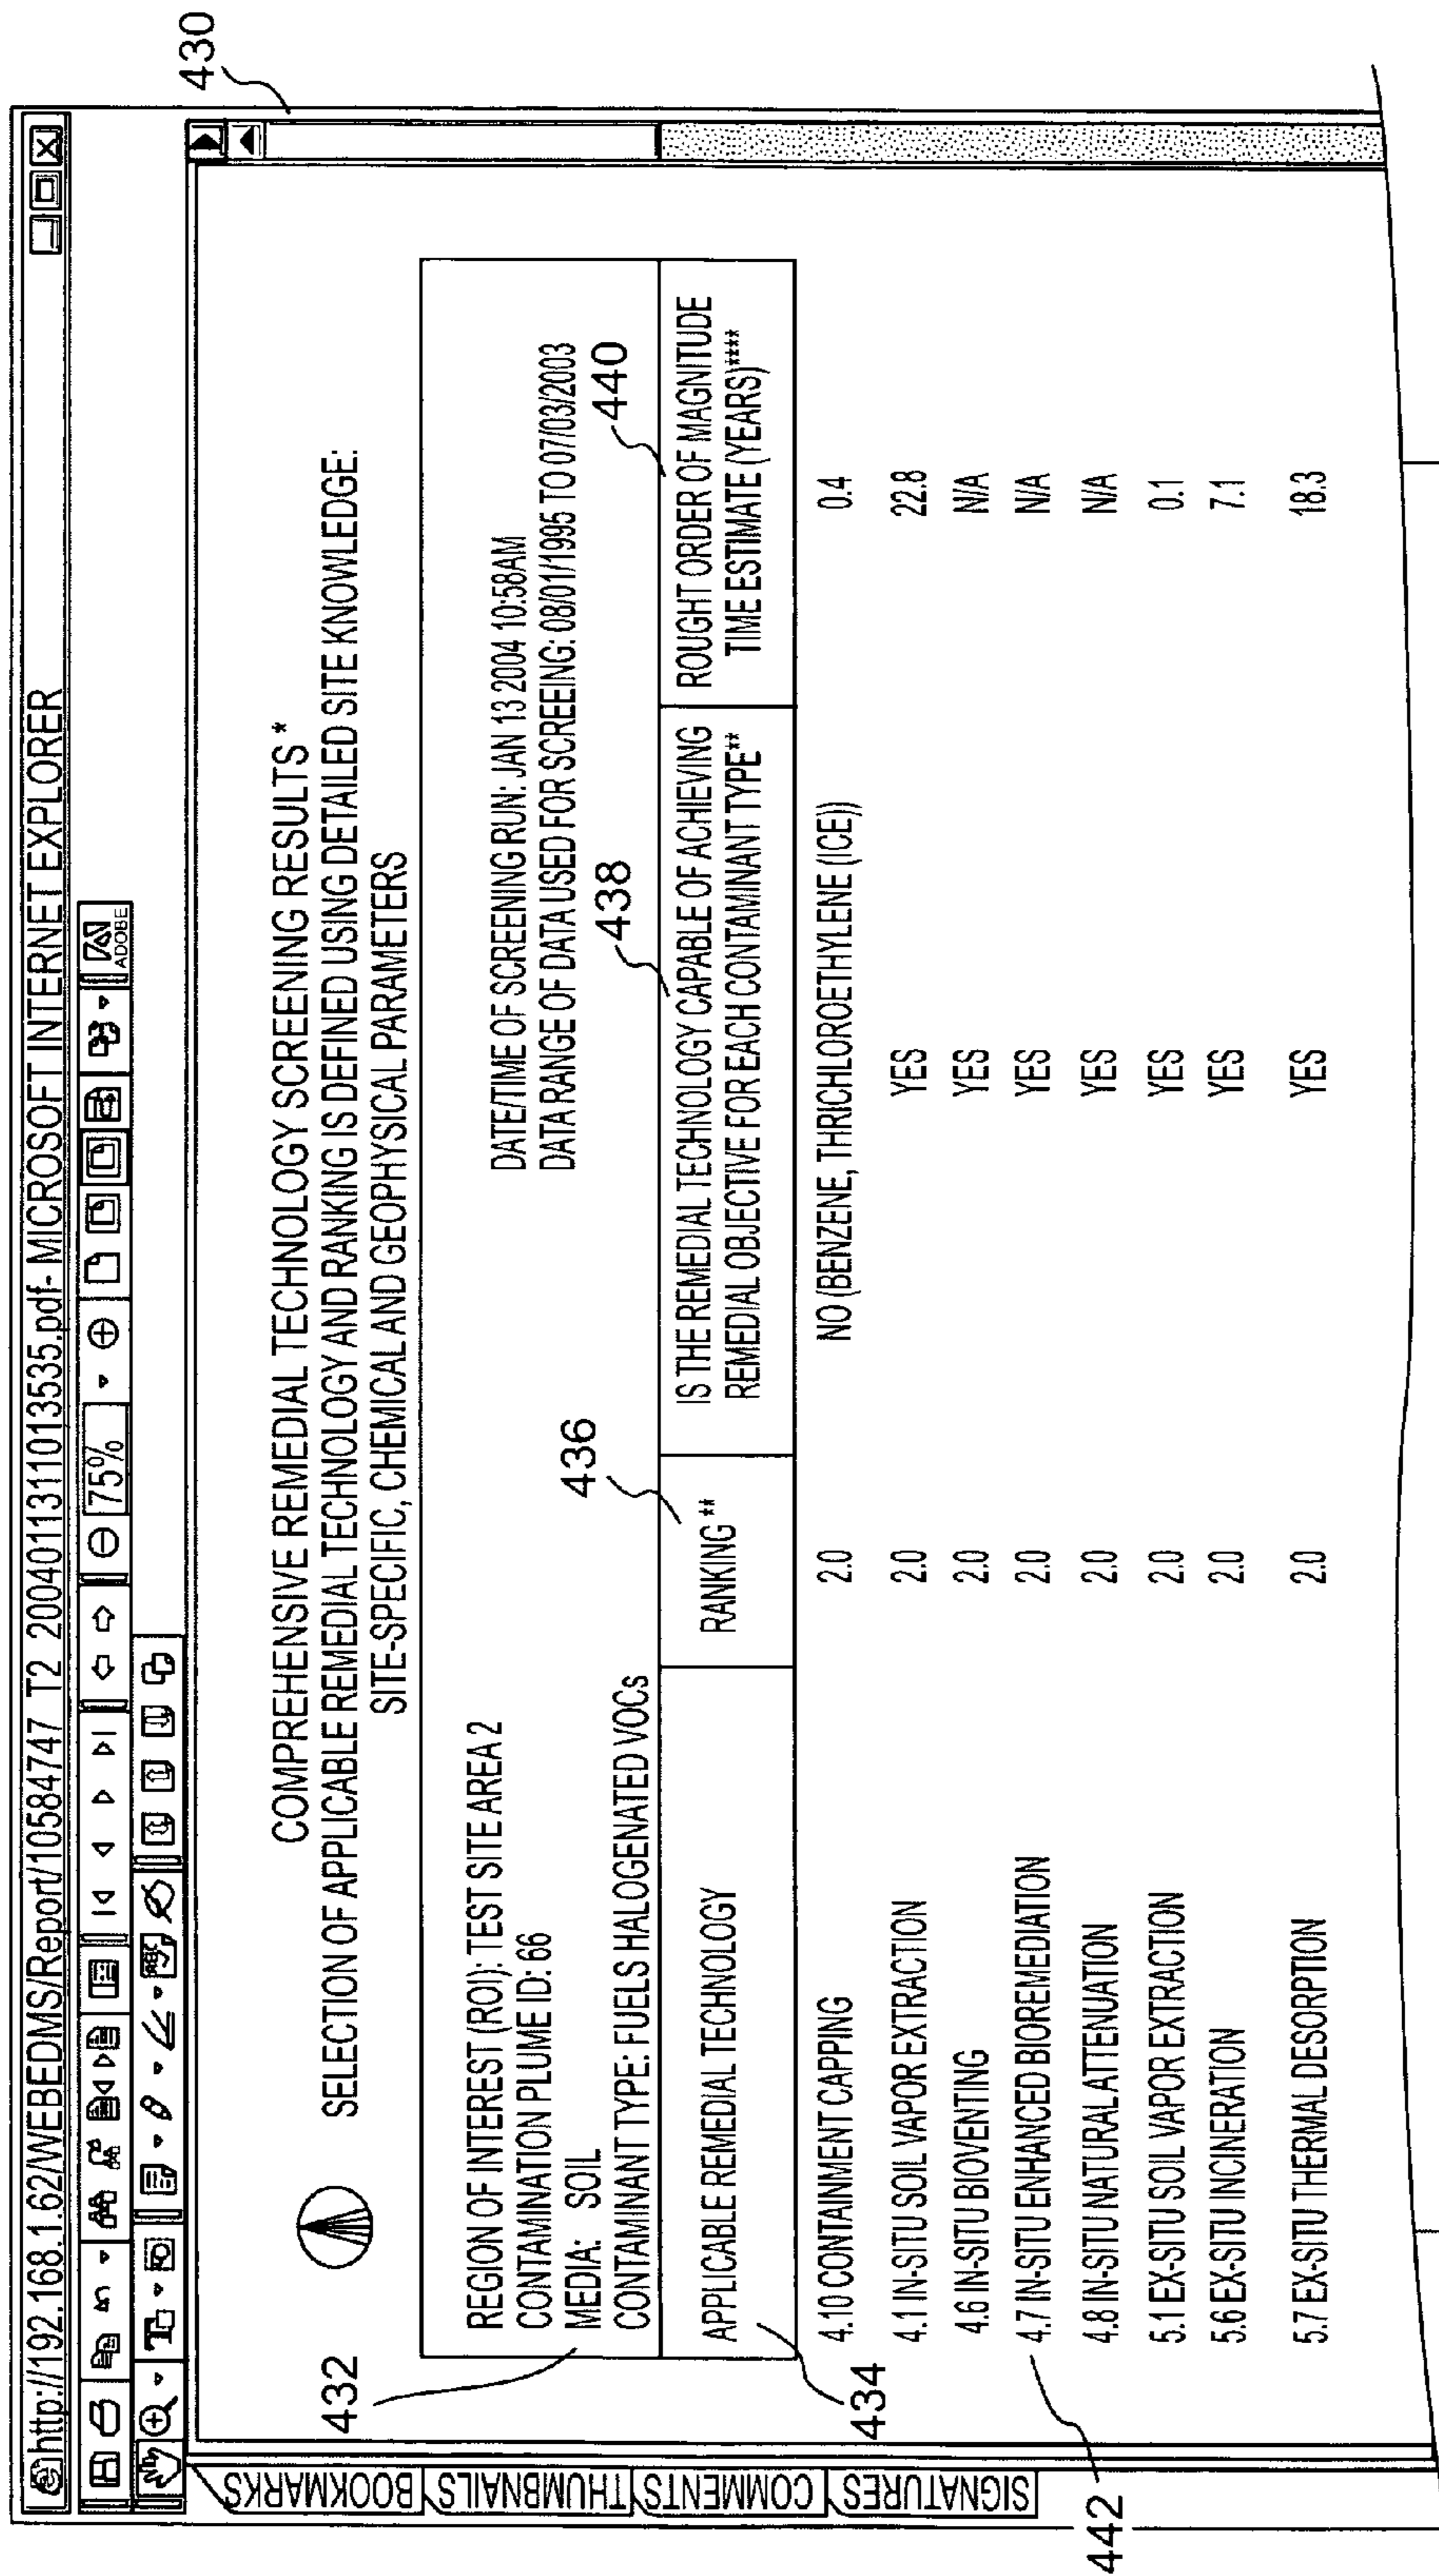 http://192.168.1.62/WEBEDMS/Report/1058747_T2_2004011311013535.pdf- MICROSOFT INTERNET EXPLORER
75%
ADOBE
430
BOOKMARKS
THUMBNAILS
COMMENTS
SIGNATURES
COMPREHENSIVE REMEDIAL TECHNOLOGY SCREENING RESULTS *
SELECTION OF APPLICABLE REMEDIAL TECHNOLOGY AND RANKING IS DEFINED USING DETAILED SITE KNOWLEDGE:
SITE-SPECIFIC, CHEMICAL AND GEOPHYSICAL PARAMETERS
432
REGION OF INTEREST (ROI): TEST SITE AREA 2
CONTAMINATION PLUME ID: 66
MEDIA: SOIL
CONTAMINANT TYPE: FUELS HALOGENATED VOCs
DATE/TIME OF SCREENING RUN: JAN 13 2004 10:58AM
DATA RANGE OF DATA USED FOR SCREEING: 08/01/1995 TO 07/03/2003
436
438
440
APPLICABLE REMEDIAL TECHNOLOGY
RANKING **
IS THE REMEDIAL TECHNOLOGY CAPABLE OF ACHIEVING
REMEDIAL OBJECTIVE FOR EACH CONTAMINANT TYPE**
ROUGHT ORDER OF MAGNITUDE
TIME ESTIMATE (YEARS)****
434
4.10 CONTAINMENT CAPPING 2.0 NO (BENZENE, THRICHLOROETHYLENE (ICE)) 0.4
4.1 IN-SITU SOIL VAPOR EXTRACTION 2.0 YES 22.8
4.6 IN-SITU BIOVENTING 2.0 YES N/A
4.7 IN-SITU ENHANCED BIOREMEDIATION 2.0 YES N/A
4.8 IN-SITU NATURAL ATTENUATION 2.0 YES N/A
5.1 EX-SITU SOIL VAPOR EXTRACTION 2.0 YES 0.1
5.6 EX-SITU INCINERATION 2.0 YES 7.1
5.7 EX-SITU THERMAL DESORPTION 2.0 YES 18.3
442